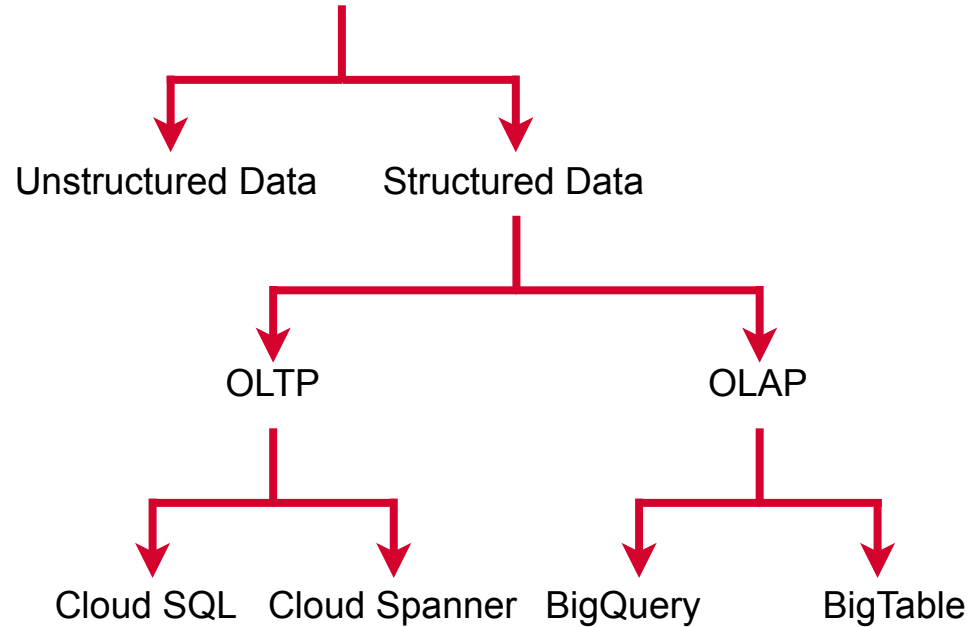 Unstructured Data
Structured Data
OLTP
OLAP
Cloud SQL
Cloud Spanner
BigQuery
BigTable